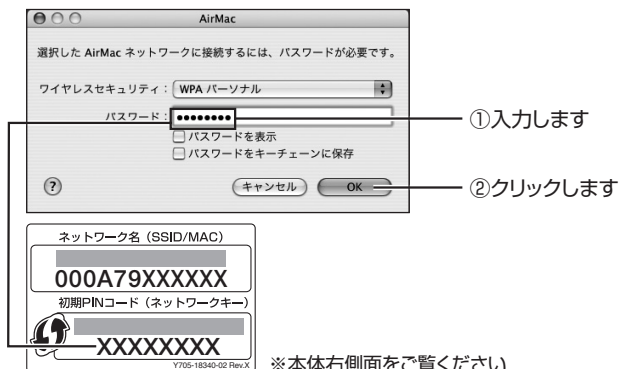 AirMac
選択した AirMac ネットワークに接続するには、パスワードが必要です。
ワイヤレスセキュリティ： WPA パーソナル
パスワード： ••••••••
①入力します
パスワードを表示
パスワードをキーチェーンに保存
? キャンセル OK
②クリックします
ネットワーク名（SSID/MAC）
000A79XXXXXX
初期PINコード（ネットワークキー）
XXXXXXXX
Y705-18340-02 Rev.X
※本体右側面をご覧ください